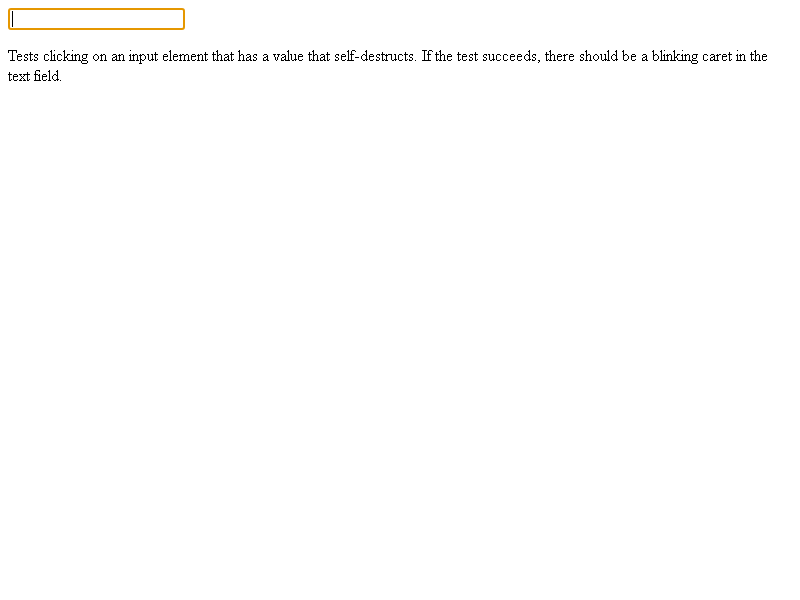 Tests clicking on an input element that has a value that self-destructs. If the test succeeds, there should be a blinking caret in the
text field.